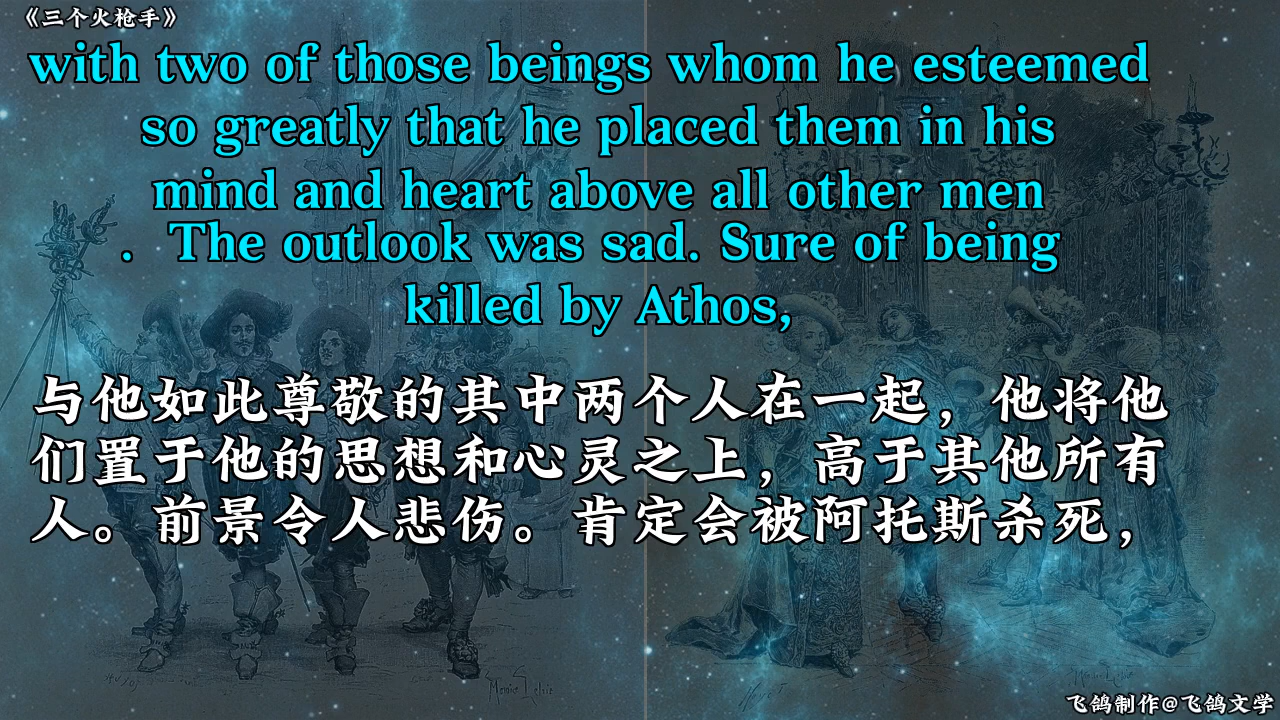 《三个火枪手》
with two of those beings whom he esteemed
so greatly that he placed them in his
mind and heart above all other men
.  The outlook was sad. Sure of being
killed by Athos,
与他如此尊敬的其中两个人在一起，他将他
们置于他的思想和心灵之上，高于其他所有
人。前景令人悲伤。肯定会被阿托斯杀死，
飞鸽制作@飞鸽文学